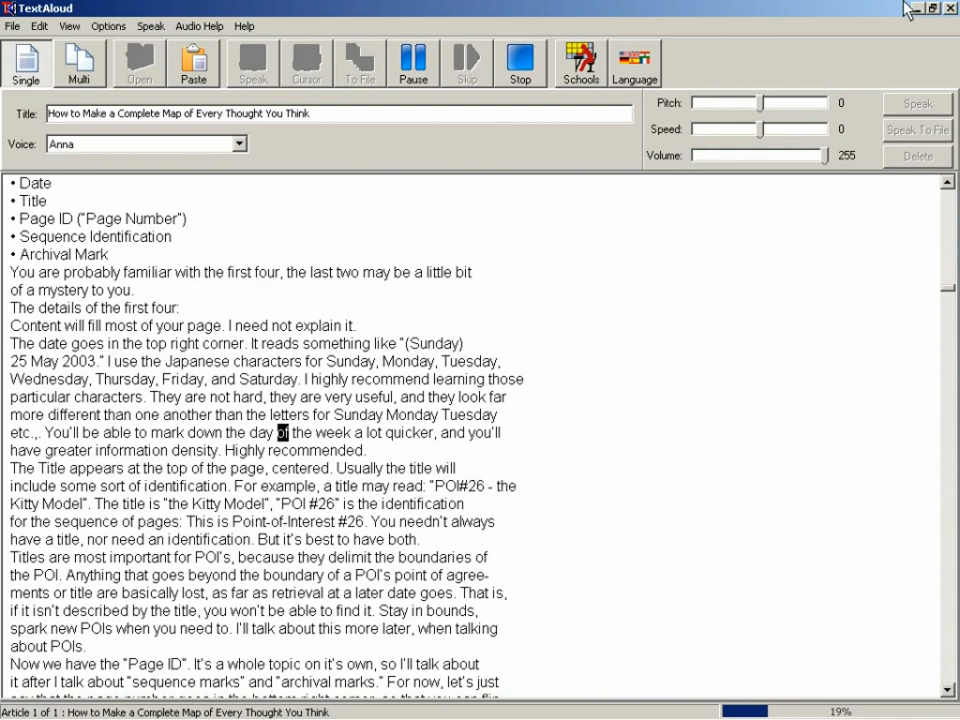 TextAloud
File Edit View Options Speak Audio Help Help
Single Multi Open Paste Speak Cursor To File Pause Skip Stop Schools Language
Title: How to Make a Complete Map of Every Thought You Think
Voice: Anna
Pitch: 0 Speak
Speed: 0 Speak To File
Volume: 255 Delete
• Date
• Title
• Page ID ("Page Number")
• Sequence Identification
• Archival Mark
You are probably familiar with the first four, the last two may be a little bit
of a mystery to you.
The details of the first four:
Content will fill most of your page. I need not explain it.
The date goes in the top right corner. It reads something like "(Sunday)
25 May 2003." I use the Japanese characters for Sunday, Monday, Tuesday,
Wednesday, Thursday, Friday, and Saturday. I highly recommend learning those
particular characters. They are not hard, they are very useful, and they look far
more different than one another than the letters for Sunday Monday Tuesday
etc.,. You'll be able to mark down the day of the week a lot quicker, and you'll
have greater information density. Highly recommended.
The Title appears at the top of the page, centered. Usually the title will
include some sort of identification. For example, a title may read: "POI#26 - the
Kitty Model". The title is "the Kitty Model", "POI #26" is the identification
for the sequence of pages: This is Point-of-Interest #26. You needn't always
have a title, nor need an identification. But it's best to have both.
Titles are most important for POI's, because they delimit the boundaries of
the POI. Anything that goes beyond the boundary of a POI's point of agree-
ments or title are basically lost, as far as retrieval at a later date goes. That is,
if it isn't described by the title, you won't be able to find it. Stay in bounds,
spark new POIs when you need to. I'll talk about this more later, when talking
about POIs.
Now we have the "Page ID". It's a whole topic on it's own, so I'll talk about
it after I talk about "sequence marks" and "archival marks." For now, let's just
say that the page number goes in the bottom right corner, so that you can flip
Article 1 of 1 : How to Make a Complete Map of Every Thought You Think 19%